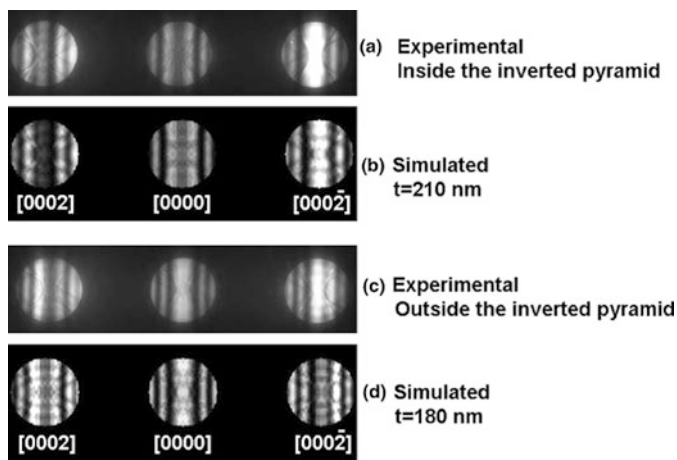 (a) Experimental
Inside the inverted pyramid
(b) Simulated
t=210 nm
[0002] [0000] [0002̄]
(c) Experimental
Outside the inverted pyramid
(d) Simulated
t=180 nm
[0002] [0000] [0002̄]